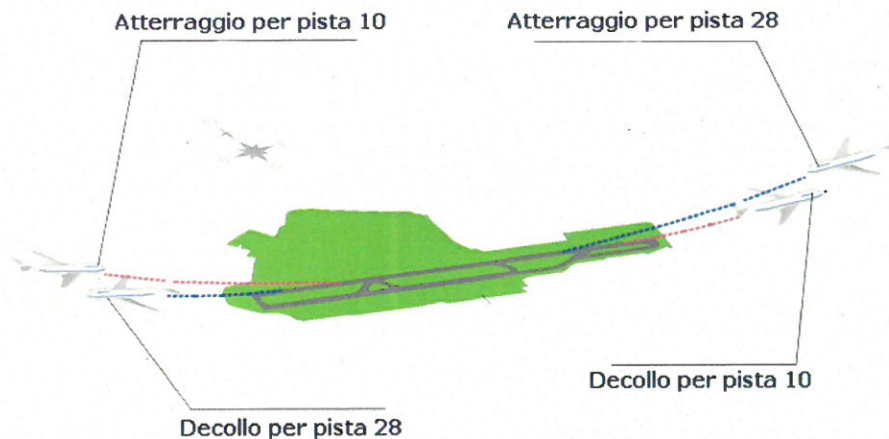 Atterraggio per pista 10
Atterraggio per pista 28
Decollo per pista 10
Decollo per pista 28